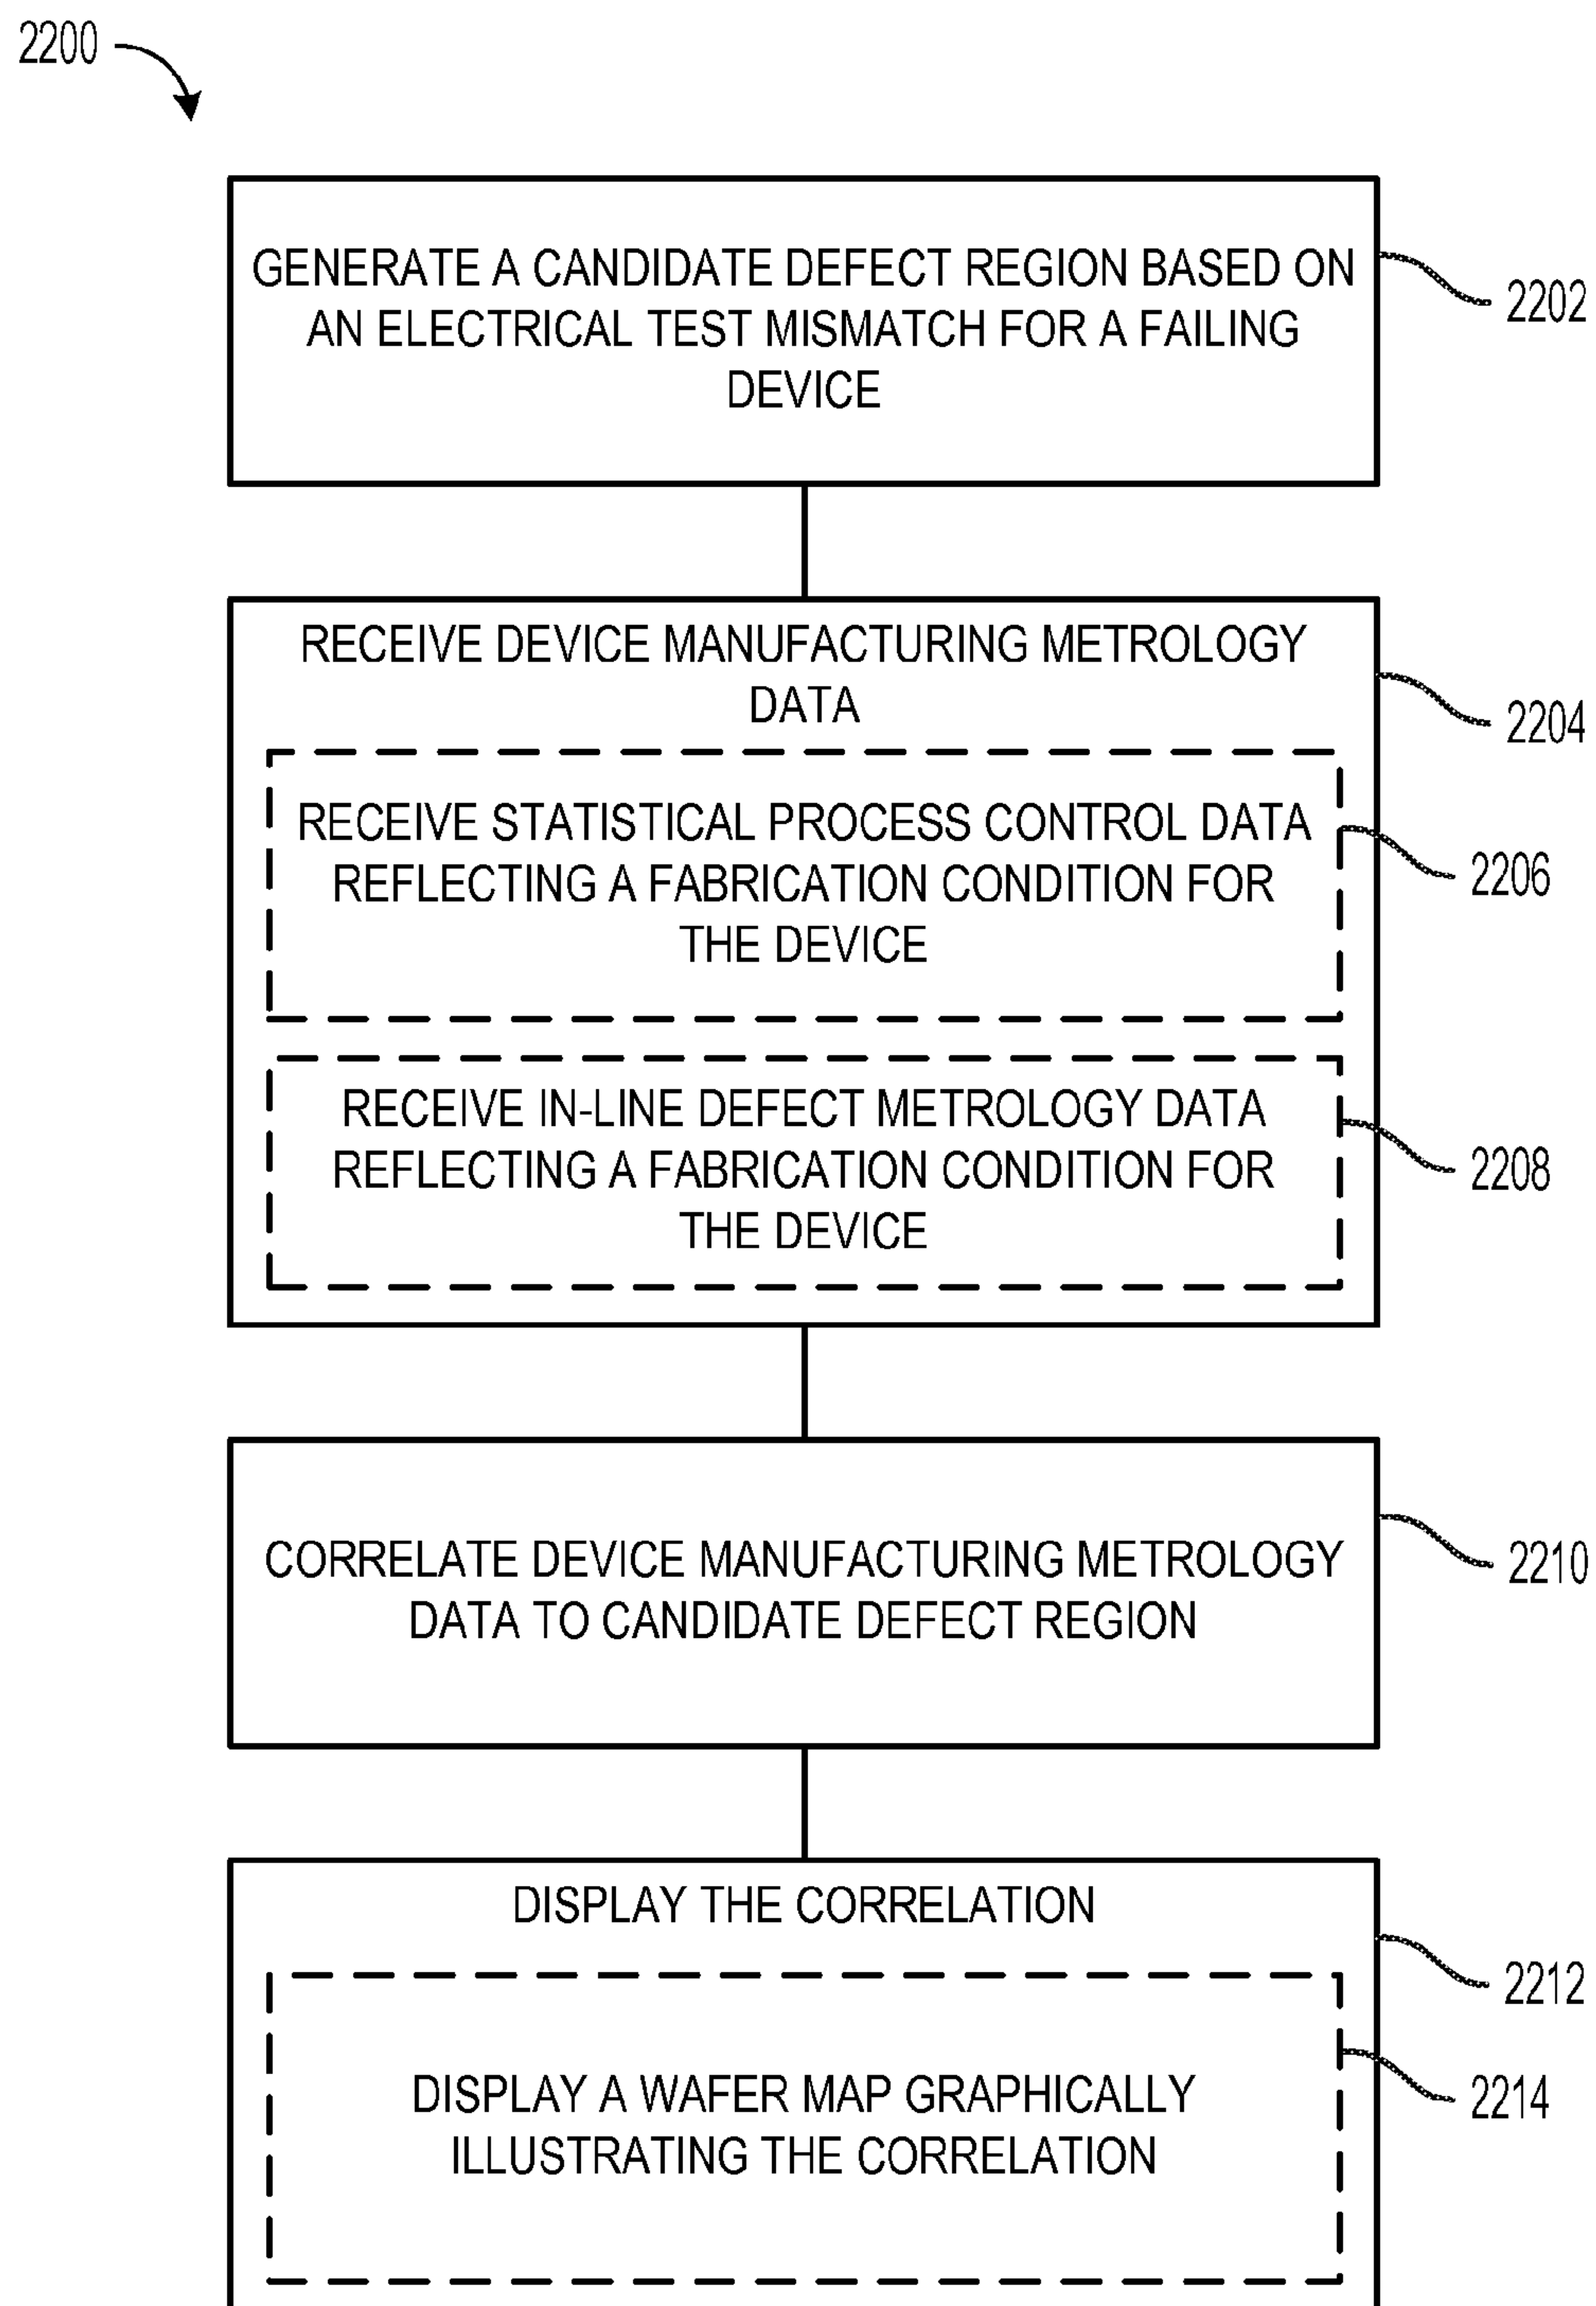 2200
GENERATE A CANDIDATE DEFECT REGION BASED ON
AN ELECTRICAL TEST MISMATCH FOR A FAILING
DEVICE
2202
RECEIVE DEVICE MANUFACTURING METROLOGY
DATA
2204
RECEIVE STATISTICAL PROCESS CONTROL DATA
REFLECTING A FABRICATION CONDITION FOR
THE DEVICE
2206
RECEIVE IN-LINE DEFECT METROLOGY DATA
REFLECTING A FABRICATION CONDITION FOR
THE DEVICE
2208
CORRELATE DEVICE MANUFACTURING METROLOGY
DATA TO CANDIDATE DEFECT REGION
2210
DISPLAY THE CORRELATION
2212
DISPLAY A WAFER MAP GRAPHICALLY
ILLUSTRATING THE CORRELATION
2214